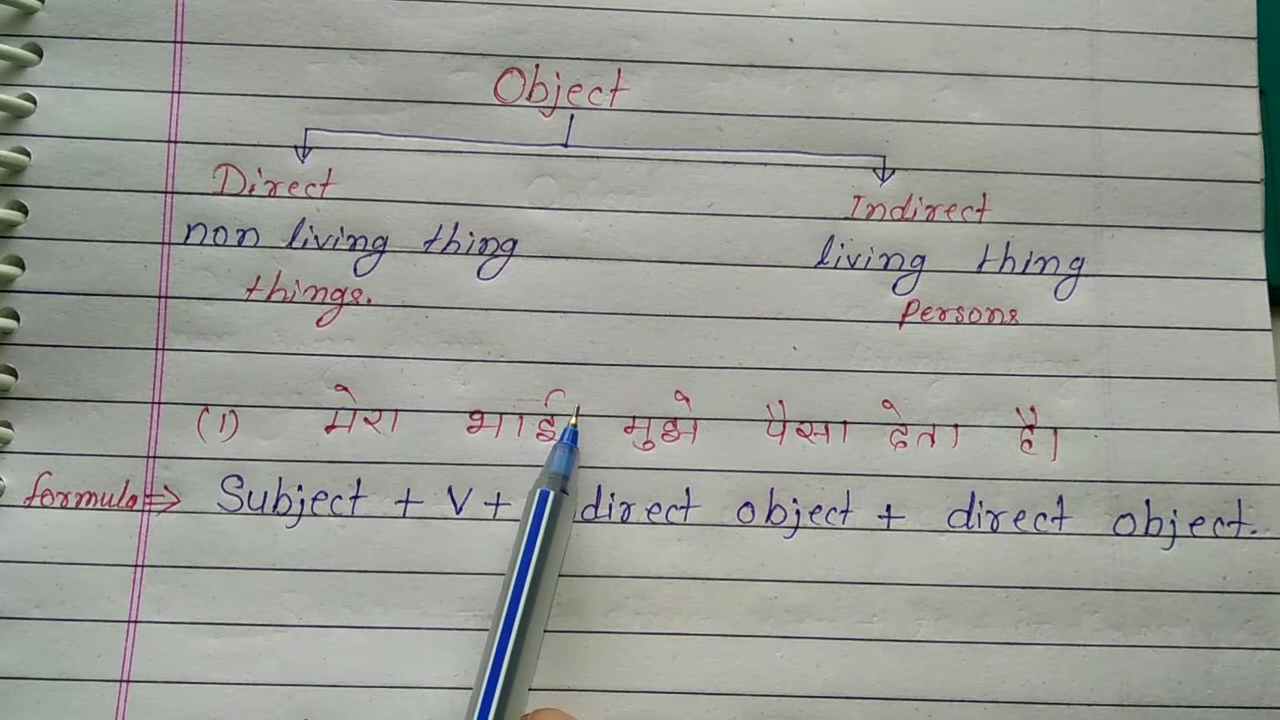 Object
Direct
Indirect
non living thing
living thing
things.
Persons
(1) मेरा भाई मुझे पैसा देता है।
formula⇒ Subject + V + direct object + direct object.